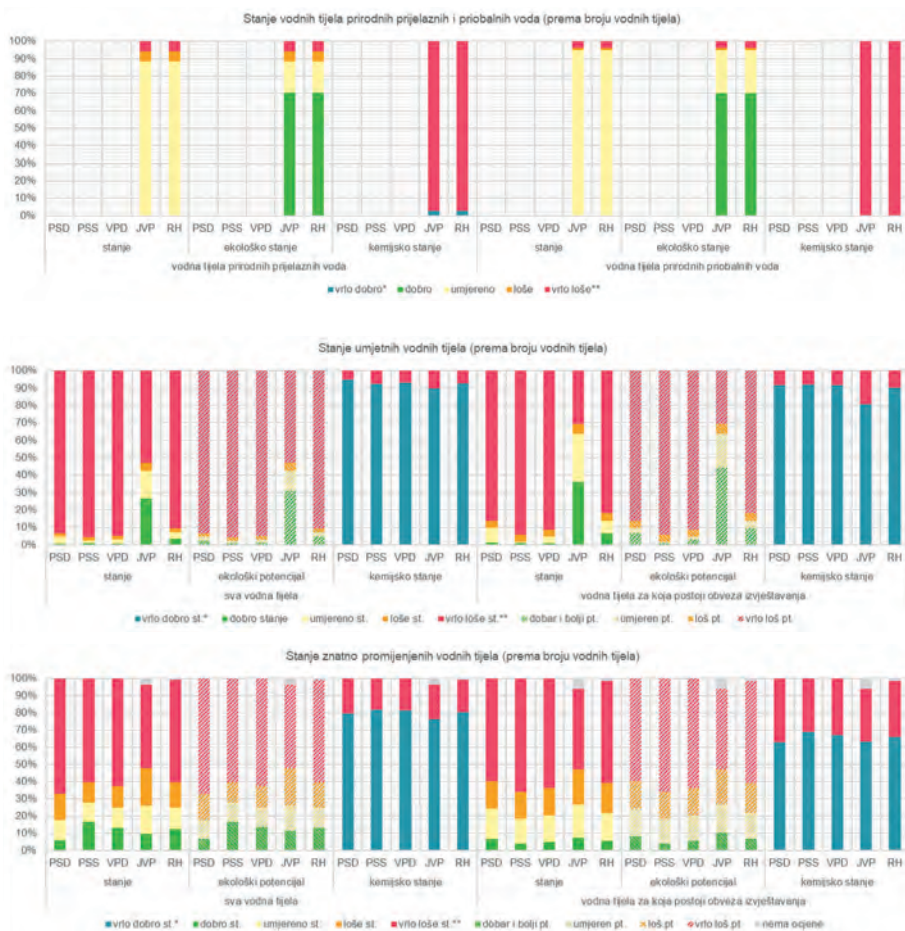 Stanje vodnih tijela prirodnih prijelaznih i priobalnih voda (prema broju vodnih tijela)
100%
90%
80%
70%
60%
50%
40%
30%
20%
10%
0%
PSD PSS VPD JVP RH PSD PSS VPD JVP RH PSD PSS VPD JVP RH PSD PSS VPD JVP RH PSD PSS VPD JVP RH PSD PSS VPD JVP RH
stanje ekološko stanje kemijsko stanje stanje ekološko stanje kemijsko stanje
vodna tijela prirodnih prijelaznih voda vodna tijela prirodnih priobalnih voda
vrlo dobro* dobro umjereno loše vrlo loše**
Stanje umjetnih vodnih tijela (prema broju vodnih tijela)
100%
90%
80%
70%
60%
50%
40%
30%
20%
10%
0%
PSD PSS VPD JVP RH PSD PSS VPD JVP RH PSD PSS VPD JVP RH PSD PSS VPD JVP RH PSD PSS VPD JVP RH PSD PSS VPD JVP RH
stanje ekološki potencijal kemijsko stanje stanje ekološki potencijal kemijsko stanje
sva vodna tijela vodna tijela za koja postoji obveza izvještavanja
vrlo dobro st.* dobro stanje umjereno st. loše st. vrlo loše st.** dobar i bolji pt. umjeren pt. loš pt. vrlo loš pt.
Stanje znatno promijenjenih vodnih tijela (prema broju vodnih tijela)
100%
90%
80%
70%
60%
50%
40%
30%
20%
10%
0%
PSD PSS VPD JVP RH PSD PSS VPD JVP RH PSD PSS VPD JVP RH PSD PSS VPD JVP RH PSD PSS VPD JVP RH PSD PSS VPD JVP RH
stanje ekološki potencijal kemijsko stanje stanje ekološki potencijal kemijsko stanje
sva vodna tijela vodna tijela za koja postoji obveza izvještavanja
vrlo dobro st.* dobro st. umjereno st. loše st. vrlo loše st.** dobar i bolji pt. umjeren pt. loš pt. vrlo loš pt. nema ocjene